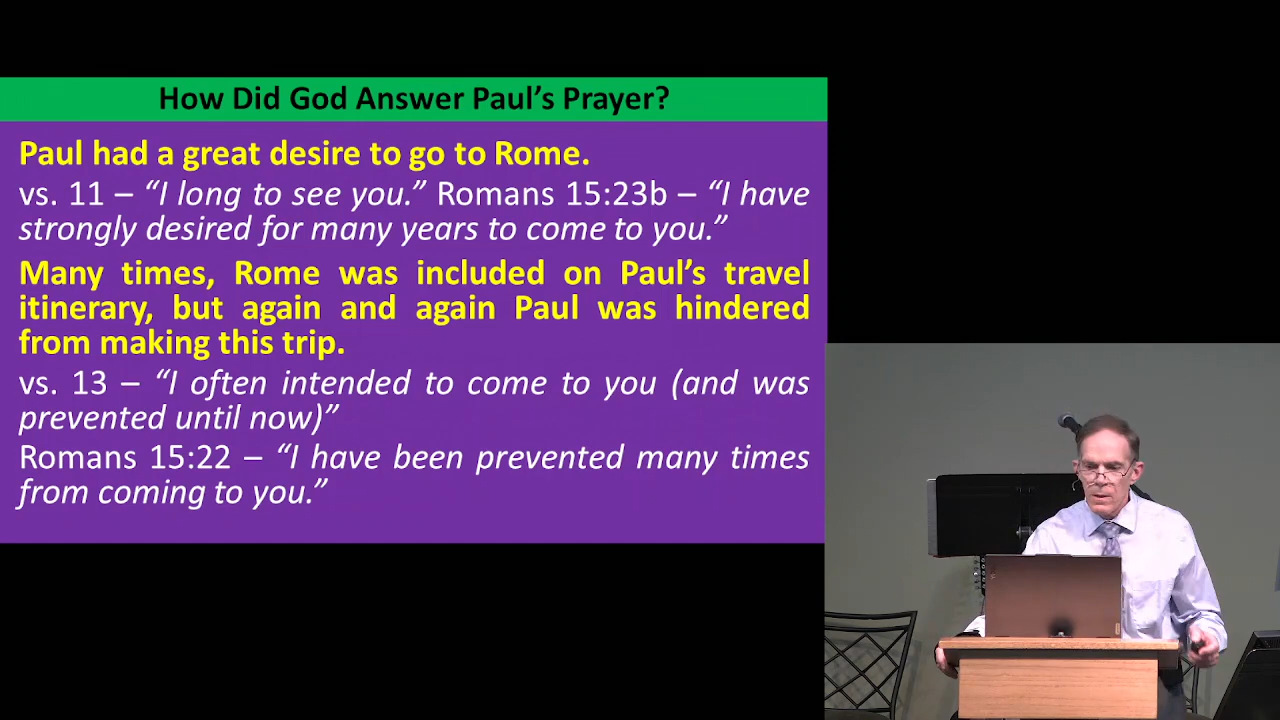 How Did God Answer Paul’s Prayer?
Paul had a great desire to go to Rome.
vs. 11 – “I long to see you.” Romans 15:23b – “I have
strongly desired for many years to come to you.”
Many times, Rome was included on Paul’s travel
itinerary, but again and again Paul was hindered
from making this trip.
vs. 13 – “I often intended to come to you (and was
prevented until now)”
Romans 15:22 – “I have been prevented many times
from coming to you.”